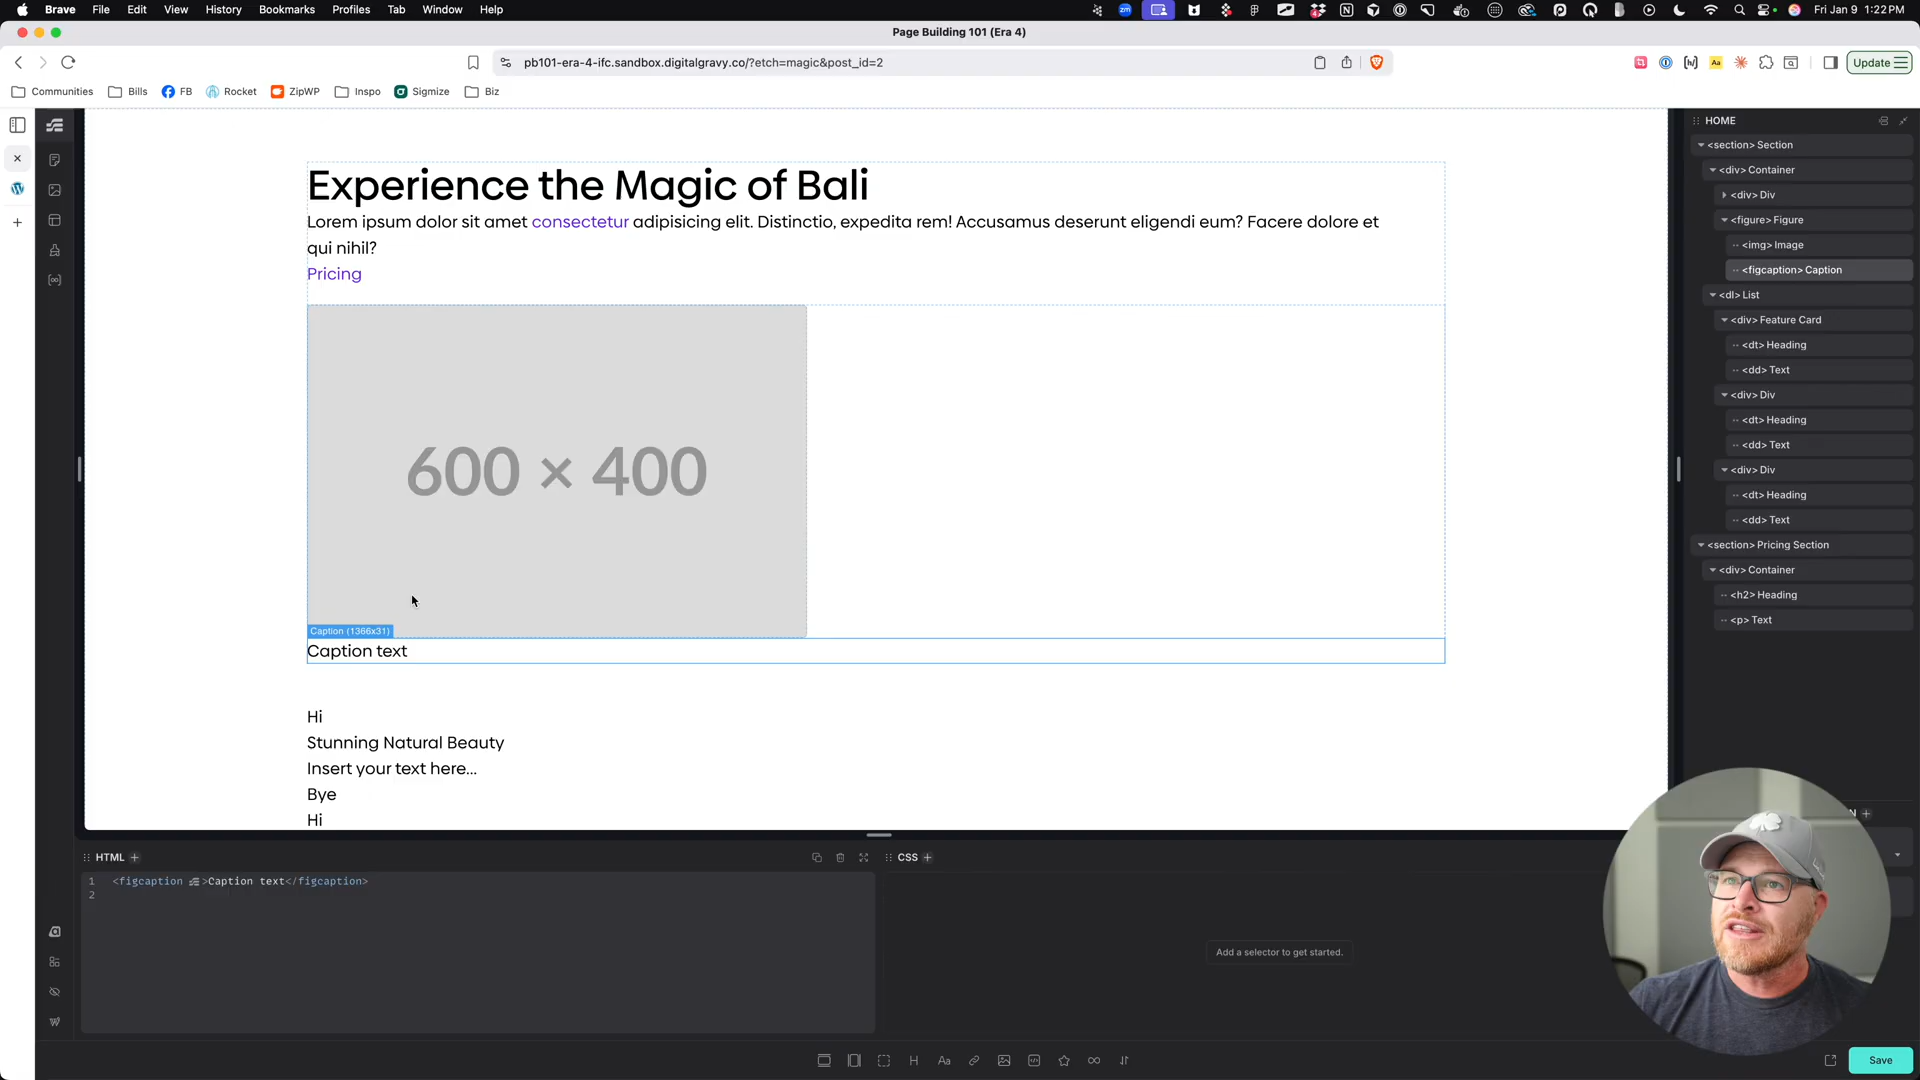 Brave File Edit View History Bookmarks Profiles Tab Window Help
Fri Jan 9 1:22 PM
Page Building 101 (Era 4)
pb101-era-4-ifc.sandbox.digitalgravy.co/?etch=magic&post_id=2
Update
Communities Bills FB Rocket ZipWP Inspo Sigmize Biz
Experience the Magic of Bali
Lorem ipsum dolor sit amet consectetur adipisicing elit. Distinctio, expedita rem! Accusamus deserunt eligendi eum? Facere dolore et
qui nihil?
Pricing
600 × 400
Caption (1366x31)
Caption text
Hi
Stunning Natural Beauty
Insert your text here...
Bye
Hi
HOME
<section> Section
<div> Container
<div> Div
<figure> Figure
<img> Image
<figcaption> Caption
<dl> List
<div> Feature Card
<dt> Heading
<dd> Text
<div> Div
<dt> Heading
<dd> Text
<div> Div
<dt> Heading
<dd> Text
<section> Pricing Section
<div> Container
<h2> Heading
<p> Text
HTML
1 <figcaption >Caption text</figcaption>
2
CSS
Add a selector to get started.
Save